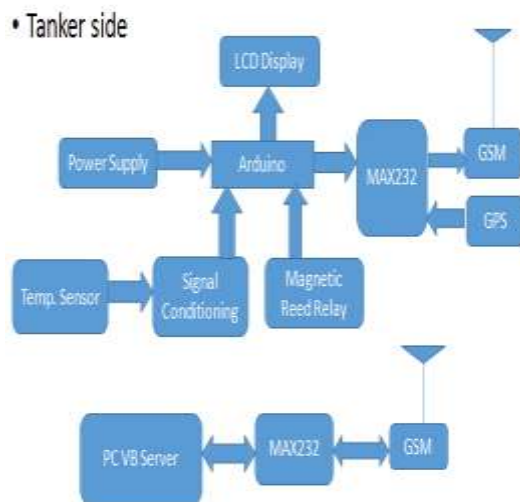 • Tanker side
LCD Display
Power Supply
Arduino
MAX232
GSM
GPS
Temp. Sensor
Signal
Conditioning
Magnetic
Reed Relay
PC VB Server
MAX232
GSM